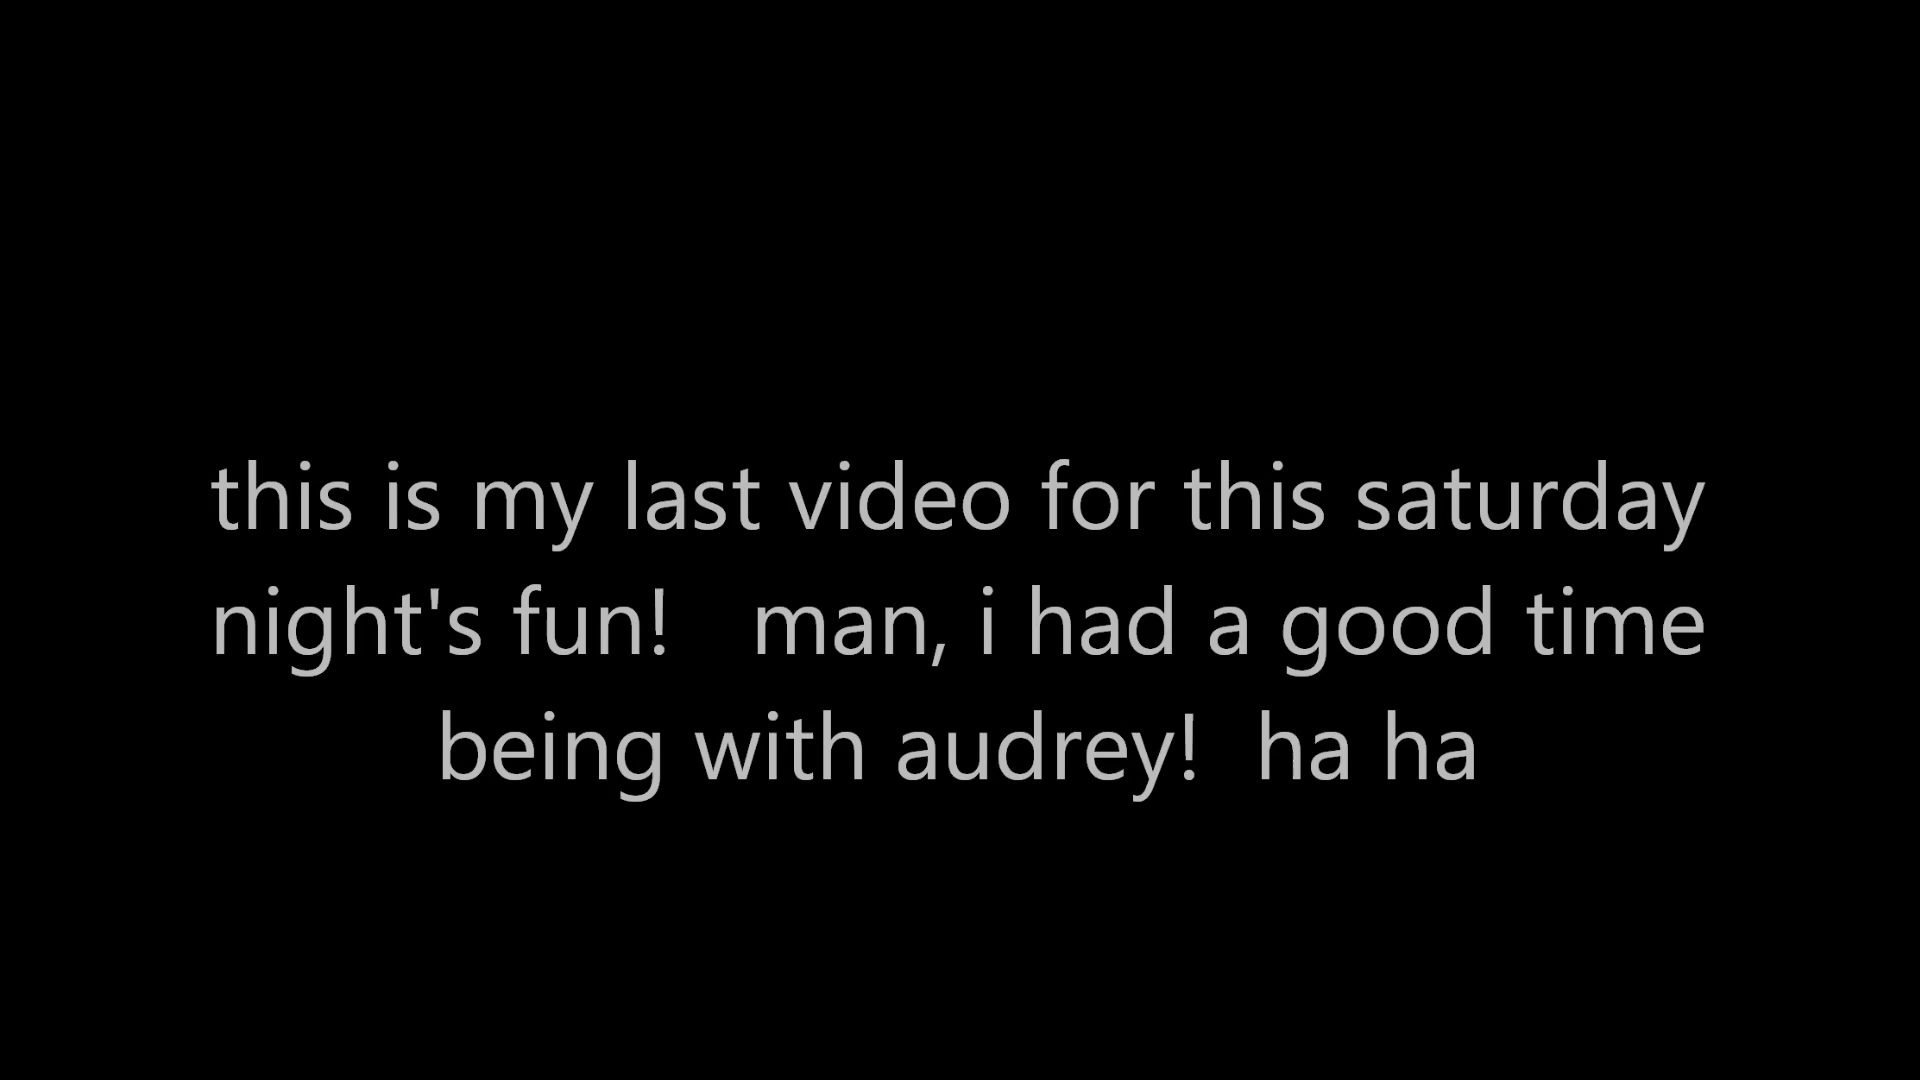 this is my last video for this saturday
night's fun!   man, i had a good time
being with audrey!  ha ha